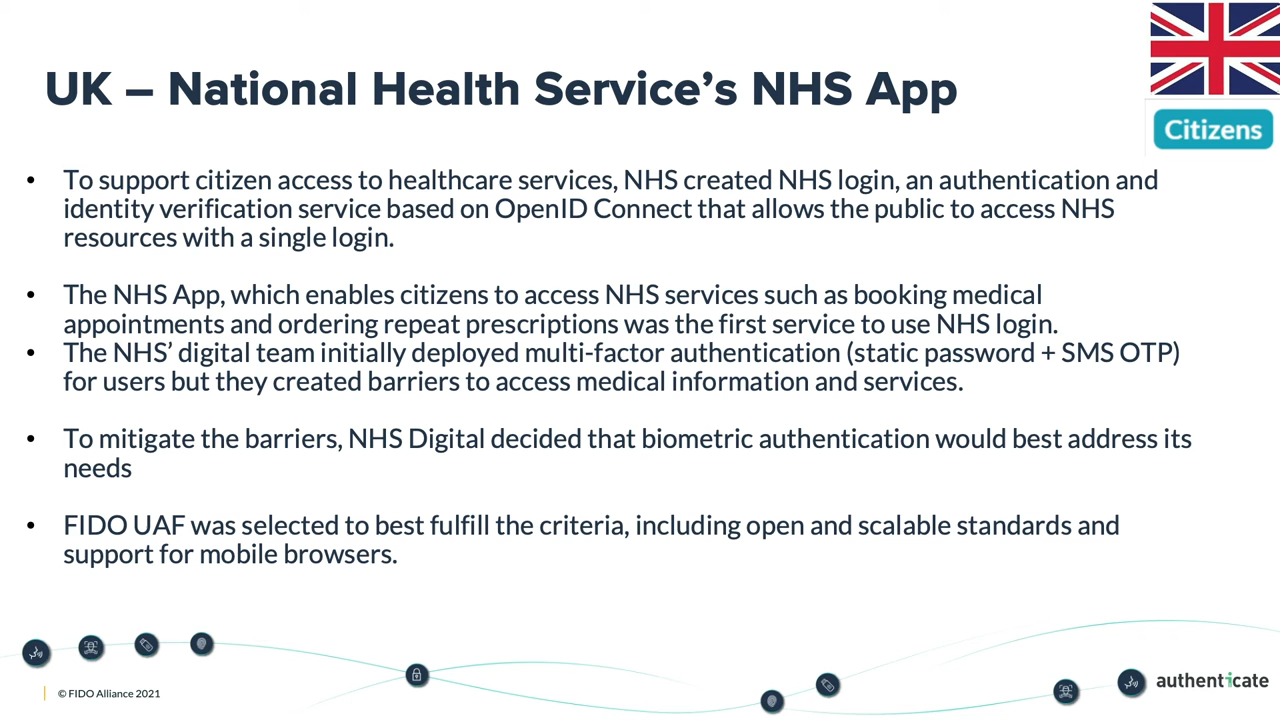 UK – National Health Service’s NHS App
Citizens
• To support citizen access to healthcare services, NHS created NHS login, an authentication and
identity verification service based on OpenID Connect that allows the public to access NHS
resources with a single login.
• The NHS App, which enables citizens to access NHS services such as booking medical
appointments and ordering repeat prescriptions was the first service to use NHS login.
• The NHS’ digital team initially deployed multi-factor authentication (static password + SMS OTP)
for users but they created barriers to access medical information and services.
• To mitigate the barriers, NHS Digital decided that biometric authentication would best address its
needs
• FIDO UAF was selected to best fulfill the criteria, including open and scalable standards and
support for mobile browsers.
© FIDO Alliance 2021
authenticate